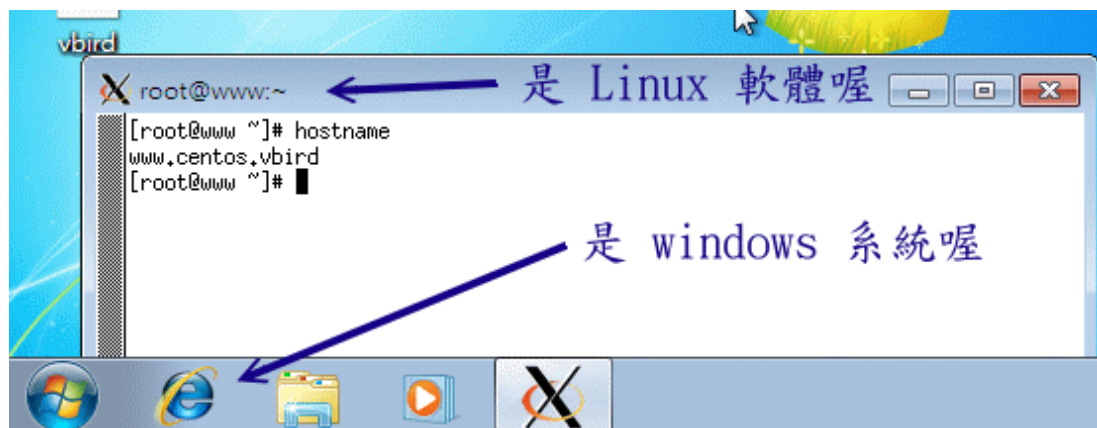 vbird
root@www:~
是 Linux 軟體喔
[root@www ~]# hostname
www.centos.vbird
[root@www ~]#
是 windows 系統喔